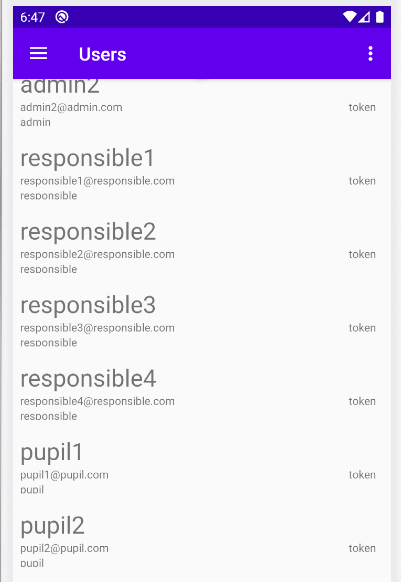 6:47
Users
admin2
admin2@admin.com
token
admin
responsible1
responsible1@responsible.com
token
responsible
responsible2
responsible2@responsible.com
token
responsible
responsible3
responsible3@responsible.com
token
responsible
responsible4
responsible4@responsible.com
token
responsible
pupil1
pupil1@pupil.com
token
pupil
pupil2
pupil2@pupil.com
token
pupil